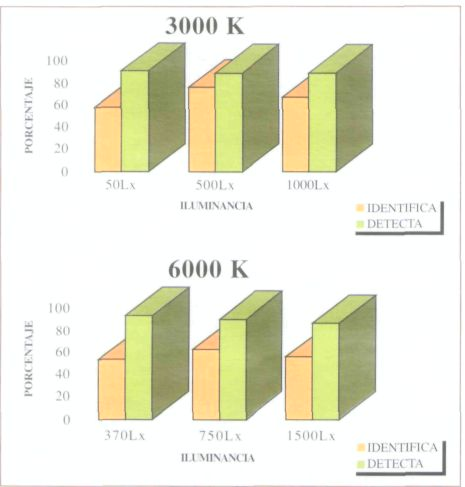 3000 K
PORCENTAJE
100
80
60
40
20
0
50Lx 500Lx 1000Lx
ILUMINANCIA
IDENTIFICA
DETECTA
6000 K
PORCENTAJE
100
80
60
40
20
0
370Lx 750Lx 1500Lx
ILUMINANCIA
IDENTIFICA
DETECTA